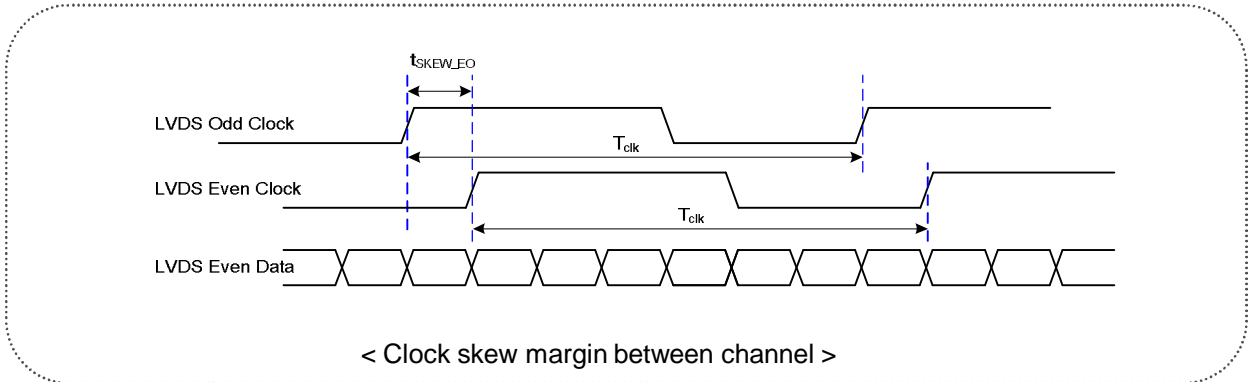 tSKEW_EO
LVDS Odd Clock
Tclk
LVDS Even Clock
Tclk
LVDS Even Data
< Clock skew margin between channel >